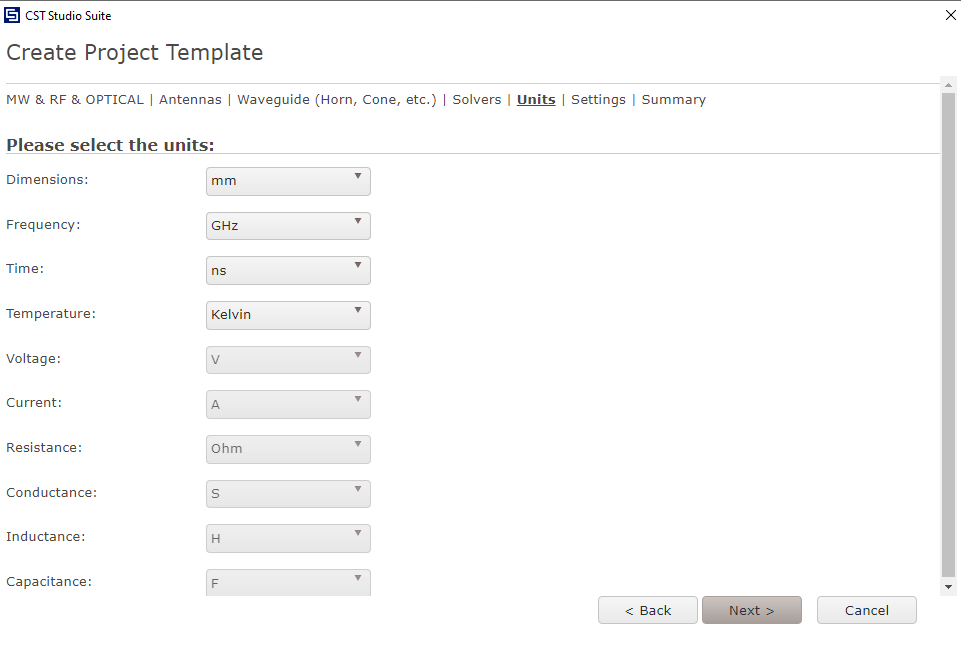 CST Studio Suite
Create Project Template
MW & RF & OPTICAL | Antennas | Waveguide (Horn, Cone, etc.) | Solvers | Units | Settings | Summary
Please select the units:
Dimensions: mm
Frequency: GHz
Time: ns
Temperature: Kelvin
Voltage: V
Current: A
Resistance: Ohm
Conductance: S
Inductance: H
Capacitance: F
< Back Next > Cancel